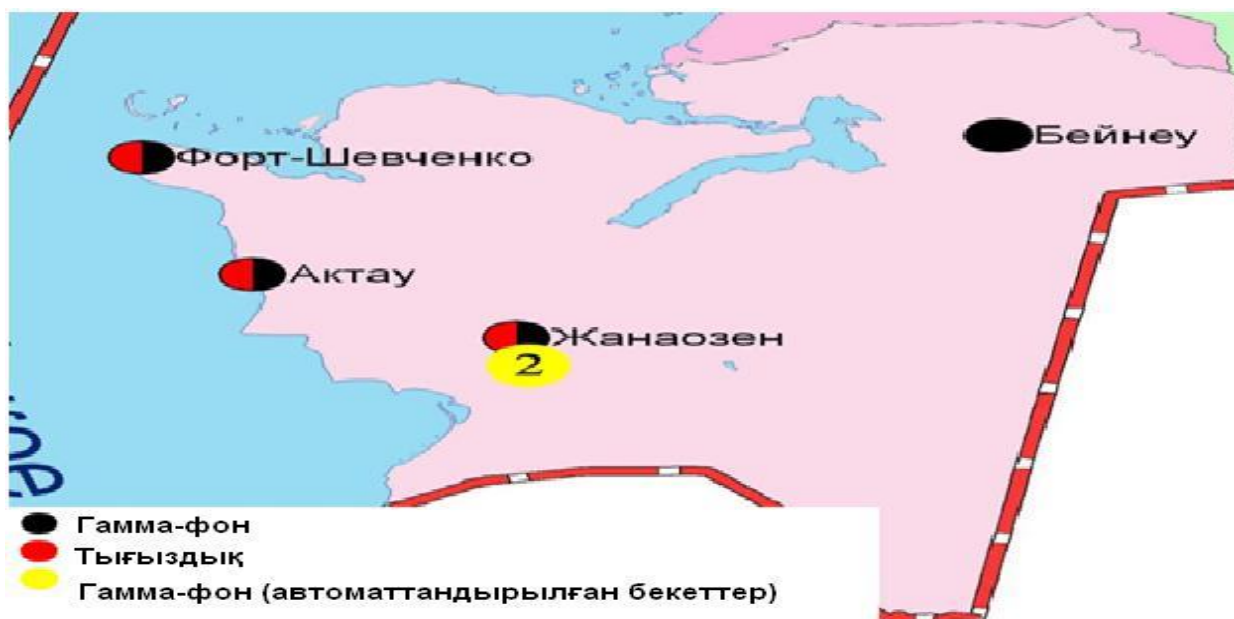 Бейнеу
Форт-Шевченко
Актау
Жанаозен
2
Гамма-фон
Тығыздық
Гамма-фон (автоматтандырылған бекеттер)